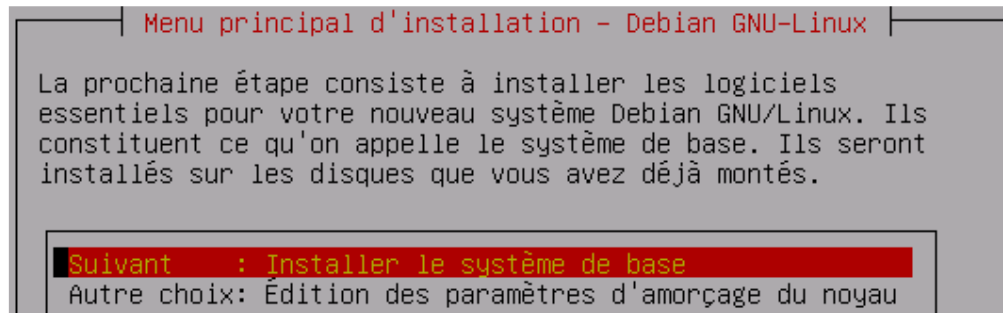 Menu principal d'installation - Debian GNU-Linux
La prochaine étape consiste à installer les logiciels
essentiels pour votre nouveau système Debian GNU/Linux. Ils
constituent ce qu'on appelle le système de base. Ils seront
installés sur les disques que vous avez déjà montés.
Suivant    : Installer le système de base
Autre choix: Édition des paramètres d'amorçage du noyau